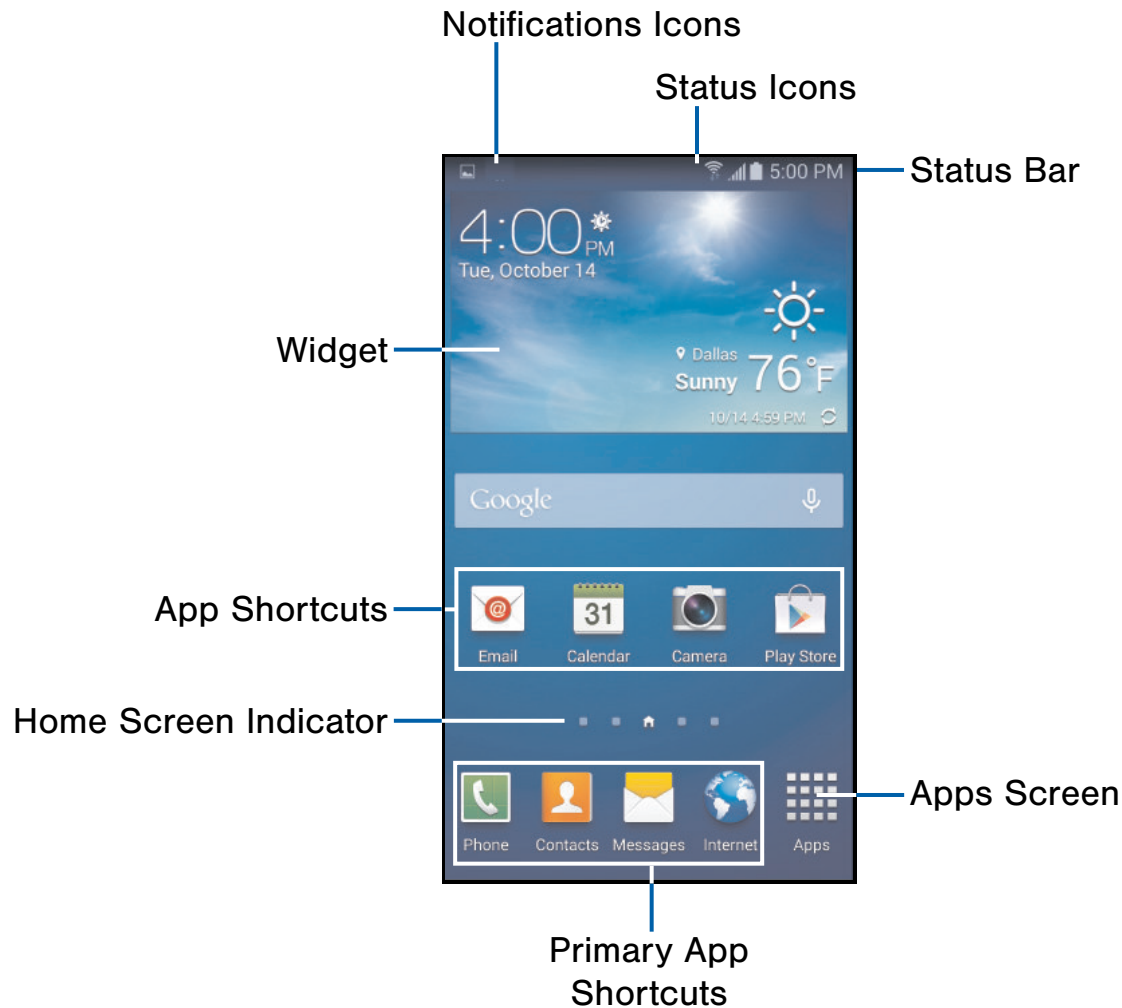 Notifications Icons
Status Icons
5:00 PM
Status Bar
4:00 PM
Tue, October 14
Widget
Dallas
Sunny 76°F
10/14 4:59 PM
Google
App Shortcuts
31
Email Calendar Camera Play Store
Home Screen Indicator
Apps Screen
Phone Contacts Messages Internet Apps
Primary App
Shortcuts